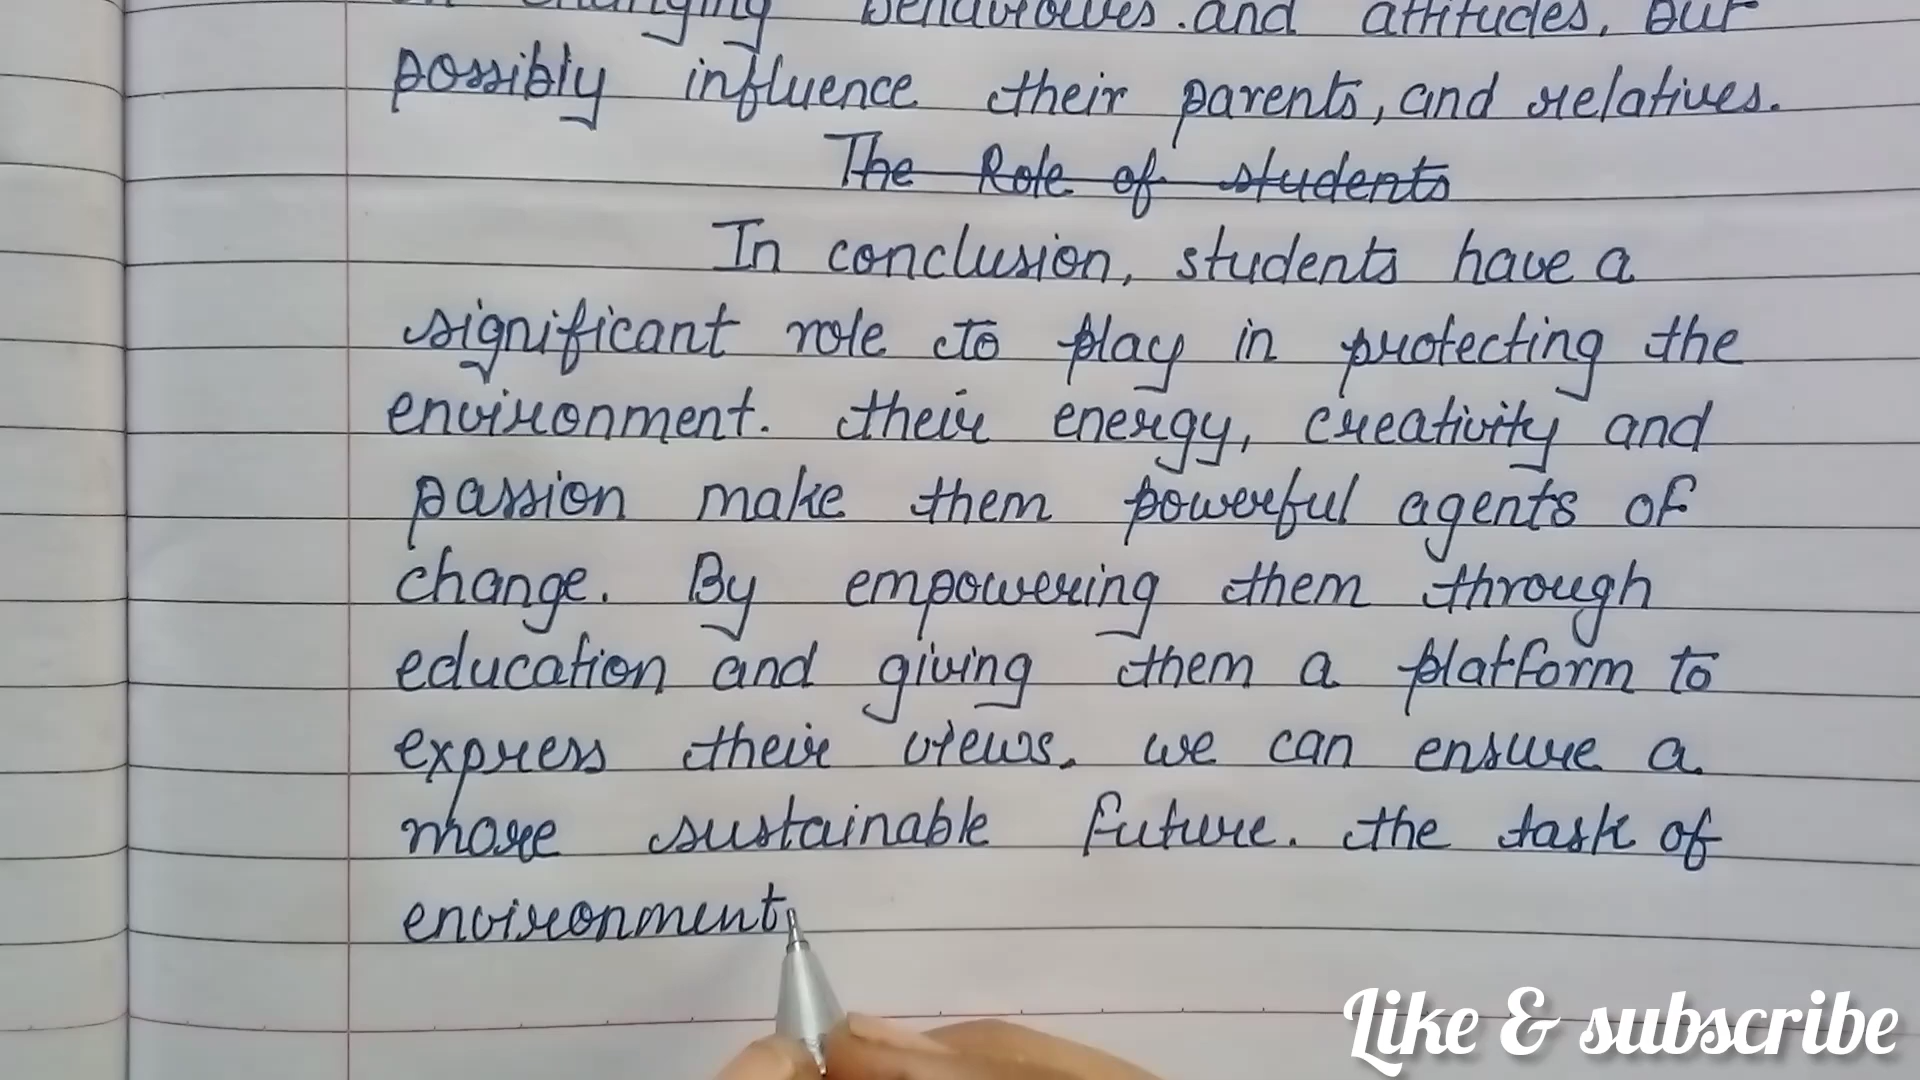 changing behaviours.and attitudes, but
possibly influence their parents, and relatives.
The Role of students
In conclusion, students have a
significant role to play in protecting the
environment. their energy, creativity and
passion make them powerful agents of
change. By empowering them through
education and giving them a platform to
express their views. we can ensure a
more sustainable future. the task of
environment
Like & subscribe